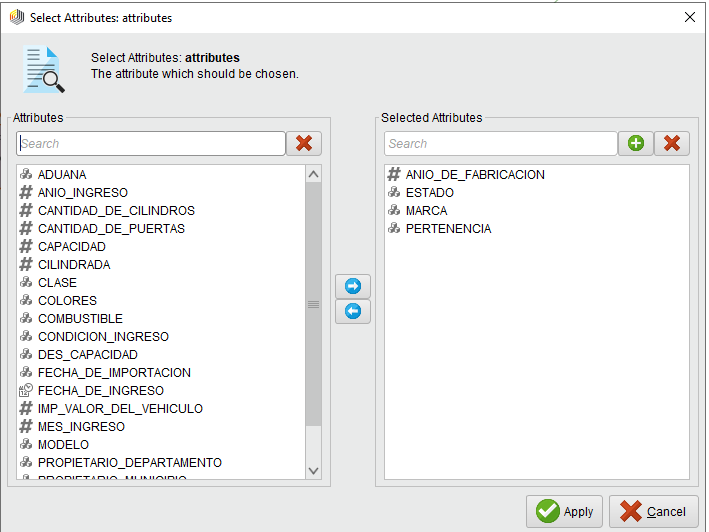 Select Attributes: attributes
Select Attributes: attributes
The attribute which should be chosen.
Attributes
Search
ADUANA
ANIO_INGRESO
CANTIDAD_DE_CILINDROS
CANTIDAD_DE_PUERTAS
CAPACIDAD
CILINDRADA
CLASE
COLORES
COMBUSTIBLE
CONDICION_INGRESO
DES_CAPACIDAD
FECHA_DE_IMPORTACION
FECHA_DE_INGRESO
IMP_VALOR_DEL_VEHICULO
MES_INGRESO
MODELO
PROPIETARIO_DEPARTAMENTO
PROPIETARIO_MUNICIPIO
Selected Attributes
Search
ANIO_DE_FABRICACION
ESTADO
MARCA
PERTENENCIA
Apply
Cancel